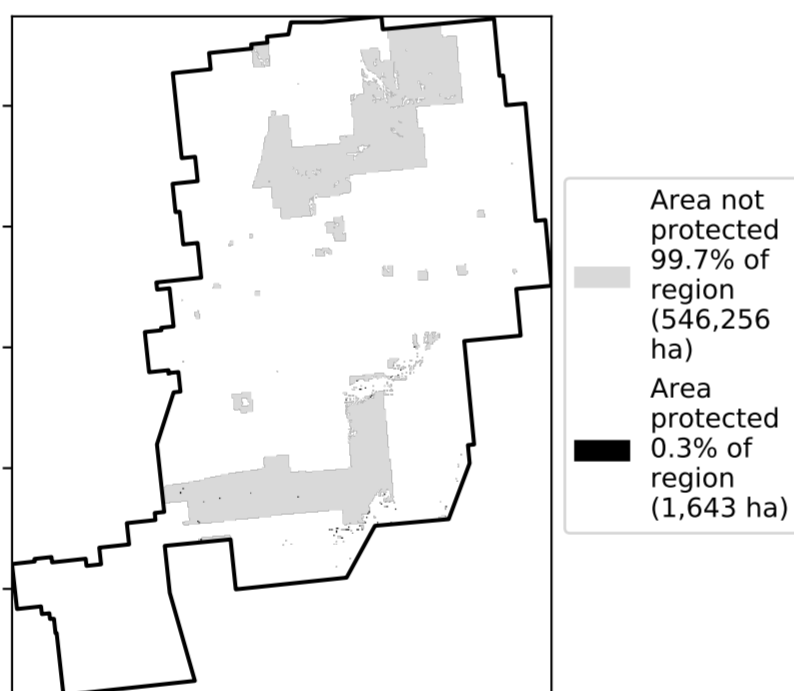 Area not
protected
99.7% of
region
(546,256
ha)
Area
protected
0.3% of
region
(1,643 ha)